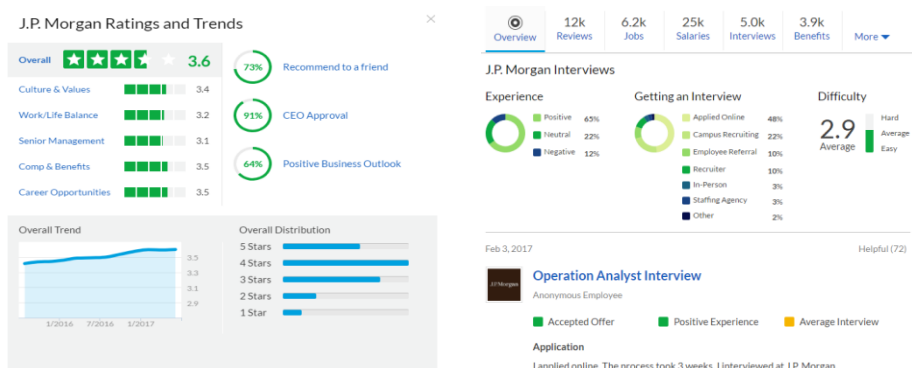 J.P. Morgan Ratings and Trends
Overall 3.6
Culture & Values 3.4
Work/Life Balance 3.2
Senior Management 3.1
Comp & Benefits 3.5
Career Opportunities 3.5
73% Recommend to a friend
91% CEO Approval
64% Positive Business Outlook
Overall Trend
3.5
3.3
3.1
2.9
1/2016 7/2016 1/2017
Overall Distribution
5 Stars
4 Stars
3 Stars
2 Stars
1 Star
Overview
12k Reviews
6.2k Jobs
25k Salaries
5.0k Interviews
3.9k Benefits
More
J.P. Morgan Interviews
Experience
Positive 65%
Neutral 22%
Negative 12%
Getting an Interview
Applied Online 48%
Campus Recruiting 22%
Employee Referral 10%
Recruiter 10%
In-Person 3%
Staffing Agency 3%
Other 2%
Difficulty
2.9
Average
Hard
Average
Easy
Feb 3, 2017 Helpful (72)
J.P.Morgan
Operation Analyst Interview
Anonymous Employee
Accepted Offer Positive Experience Average Interview
Application
I applied online. The process took 3 weeks. I interviewed at J.P. Morgan